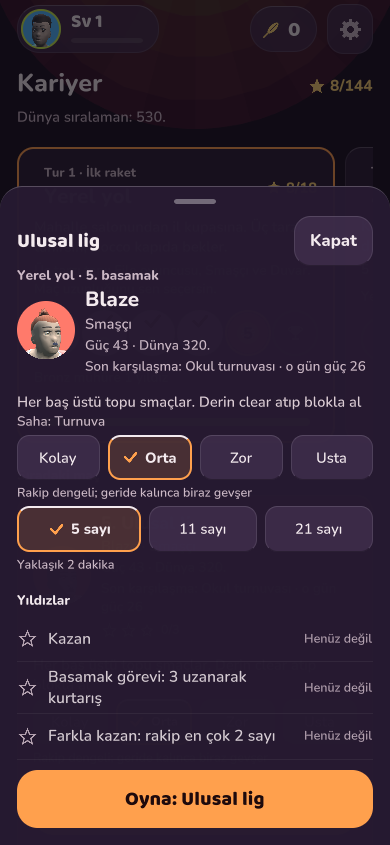 Sv 1
0
Kariyer
8/144
Dünya sıralaman: 530.
Tur 1 · İlk raket
Ulusal lig
Kapat
Yerel yol · 5. basamak
Blaze
Smaşçı
Güç 43 · Dünya 320.
Son karşılaşma: Okul turnuvası · o gün güç 26
Her baş üstü topu smaçlar. Derin clear atıp blokla al
Saha: Turnuva
Kolay
Orta
Zor
Usta
Rakip dengeli; geride kalınca biraz gevşer
5 sayı
11 sayı
21 sayı
Yaklaşık 2 dakika
Yıldızlar
Kazan
Henüz değil
Basamak görevi: 3 uzanarak
kurtarış
Henüz değil
Farkla kazan: rakip en çok 2 sayı
Henüz değil
Oyna: Ulusal lig